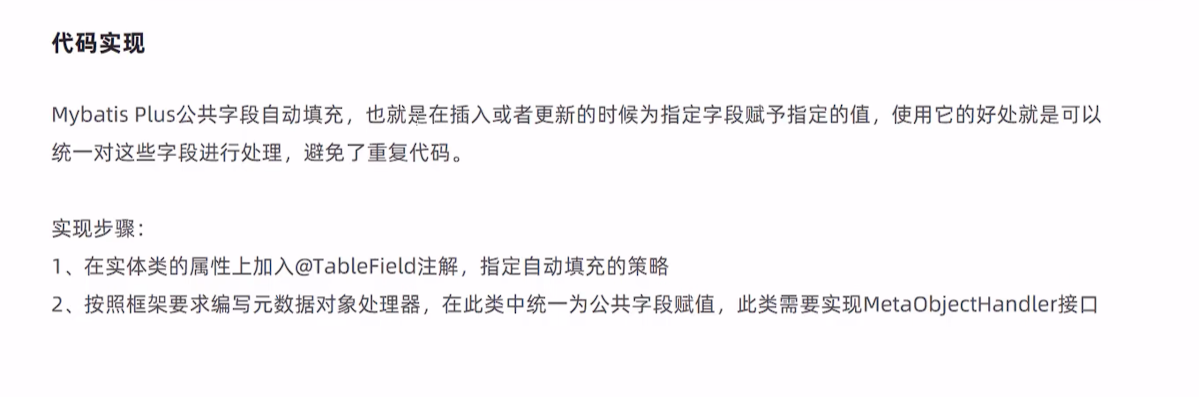 代码实现
Mybatis Plus公共字段自动填充，也就是在插入或者更新的时候为指定字段赋予指定的值，使用它的好处就是可以
统一对这些字段进行处理，避免了重复代码。
实现步骤：
1、在实体类的属性上加入@TableField注解，指定自动填充的策略
2、按照框架要求编写元数据对象处理器，在此类中统一为公共字段赋值，此类需要实现MetaObjectHandler接口